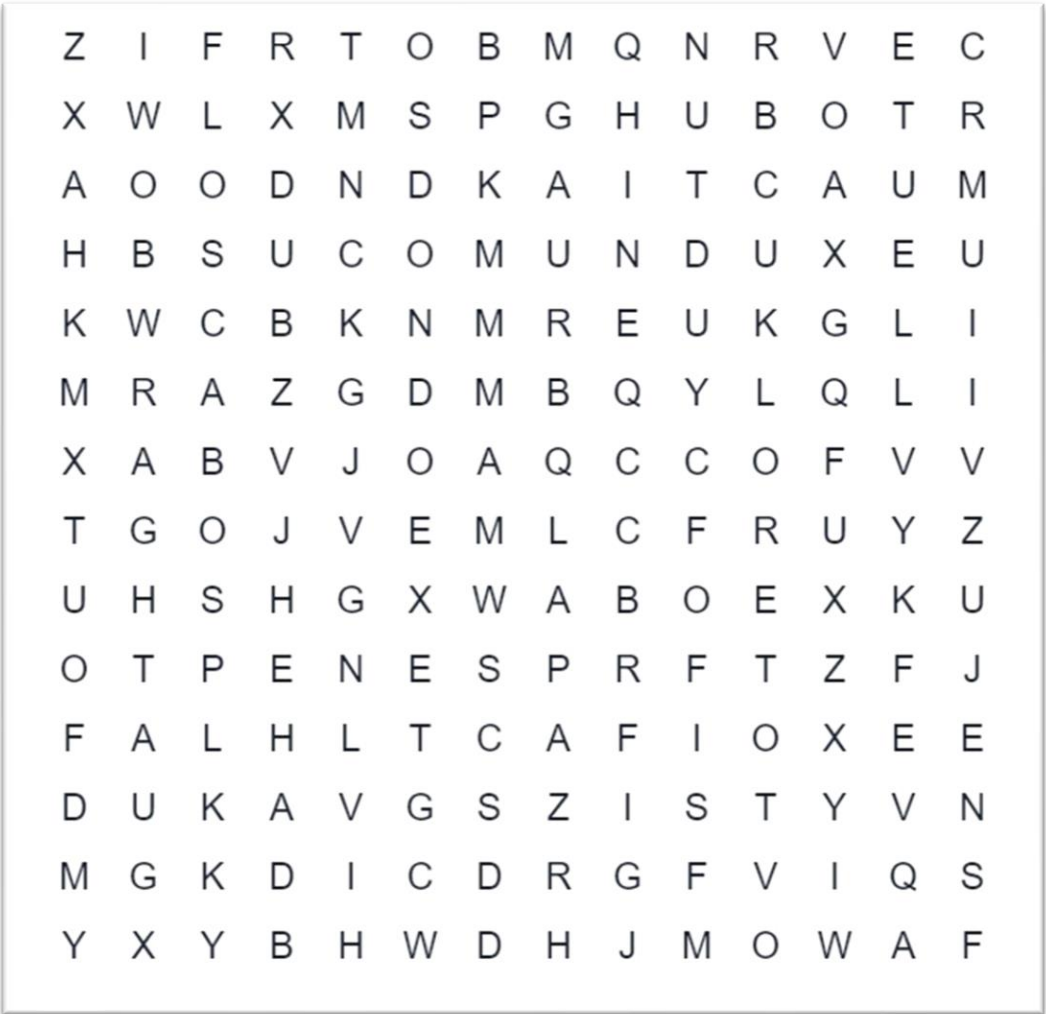 Z I F R T O B M Q N R V E C
X W L X M S P G H U B O T R
A O O D N D K A I T C A U M
H B S U C O M U N D U X E U
K W C B K N M R E U K G L I
M R A Z G D M B Q Y L Q L I
X A B V J O A Q C C O F V V
T G O J V E M L C F R U Y Z
U H S H G X W A B O E X K U
O T P E N E S P R F T Z F J
F A L H L T C A F I O X E E
D U K A V G S Z I S T Y V N
M G K D I C D R G F V I Q S
Y X Y B H W D H J M O W A F